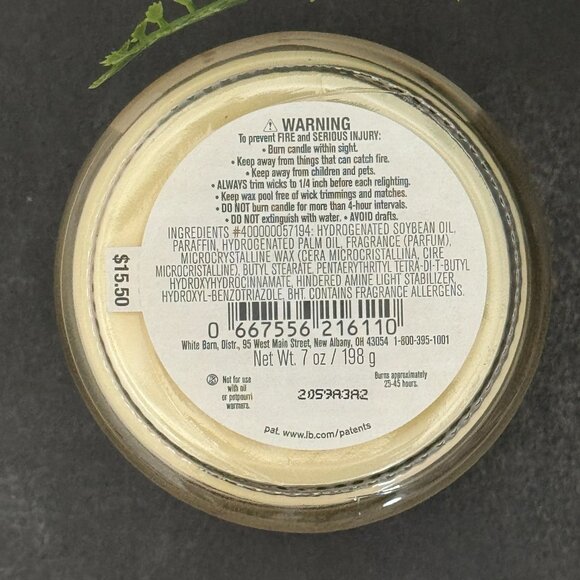 ⚠ WARNING
To prevent FIRE and SERIOUS INJURY:
• Burn candle within sight.
• Keep away from things that can catch fire.
• Keep away from children and pets.
• ALWAYS trim wicks to 1/4 inch before each relighting.
• Keep wax pool free of wick trimmings and matches.
• DO NOT burn candle for more than 4-hour intervals.
• DO NOT extinguish with water. • AVOID drafts.
INGREDIENTS #400000057194: HYDROGENATED SOYBEAN OIL,
PARAFFIN, HYDROGENATED PALM OIL, FRAGRANCE (PARFUM),
MICROCRYSTALLINE WAX (CERA MICROCRISTALLINA, CIRE
MICROCRISTALLINE), BUTYL STEARATE, PENTAERYTHRITYL TETRA-DI-T-BUTYL
HYDROXYHYDROCINNAMATE, HINDERED AMINE LIGHT STABILIZER,
HYDROXYL-BENZOTRIAZOLE, BHT. CONTAINS FRAGRANCE ALLERGENS.
$15.50
0 667556 216110
White Barn, Distr., 95 West Main Street, New Albany, OH 43054 1-800-395-1001
Net Wt. 7 oz / 198 g
Not for use
with oil
or potpourri
warmers.
Burns approximately
25-45 hours.
2059A3A2
pat. www.lb.com/patents